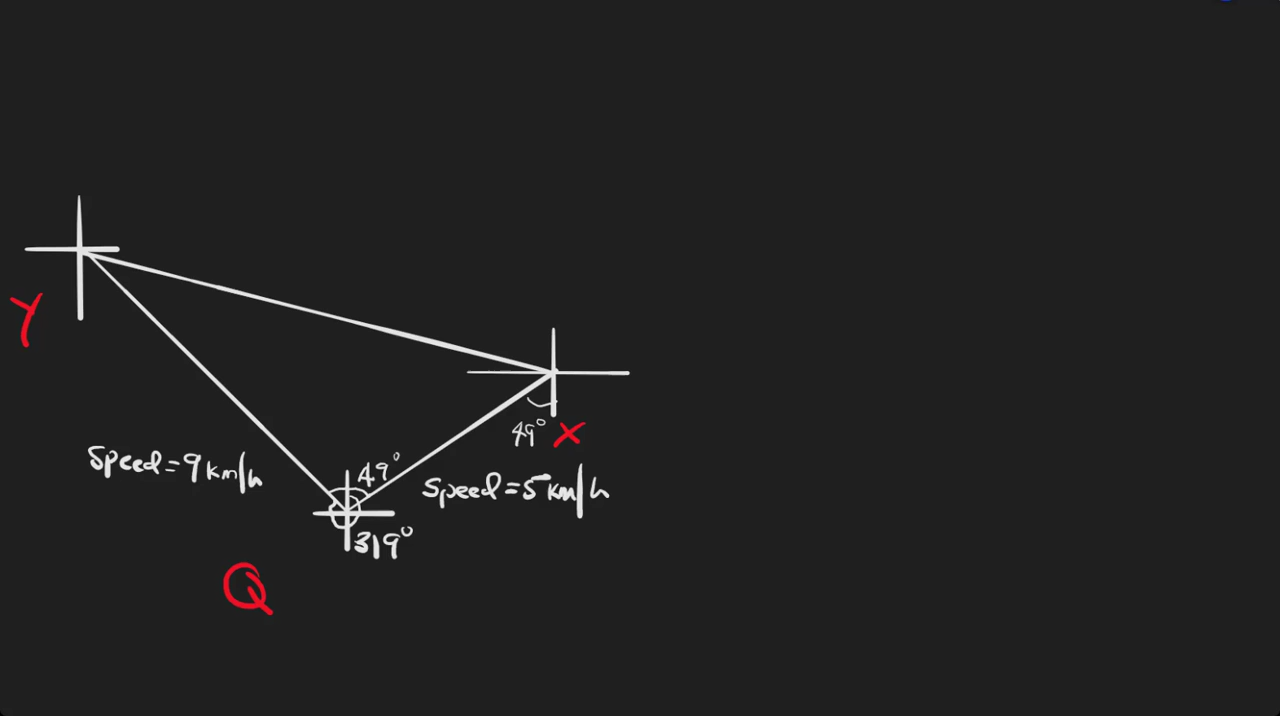 Y
49°
X
Speed = 9 km/h
49°
Speed = 5 km/h
319°
Q